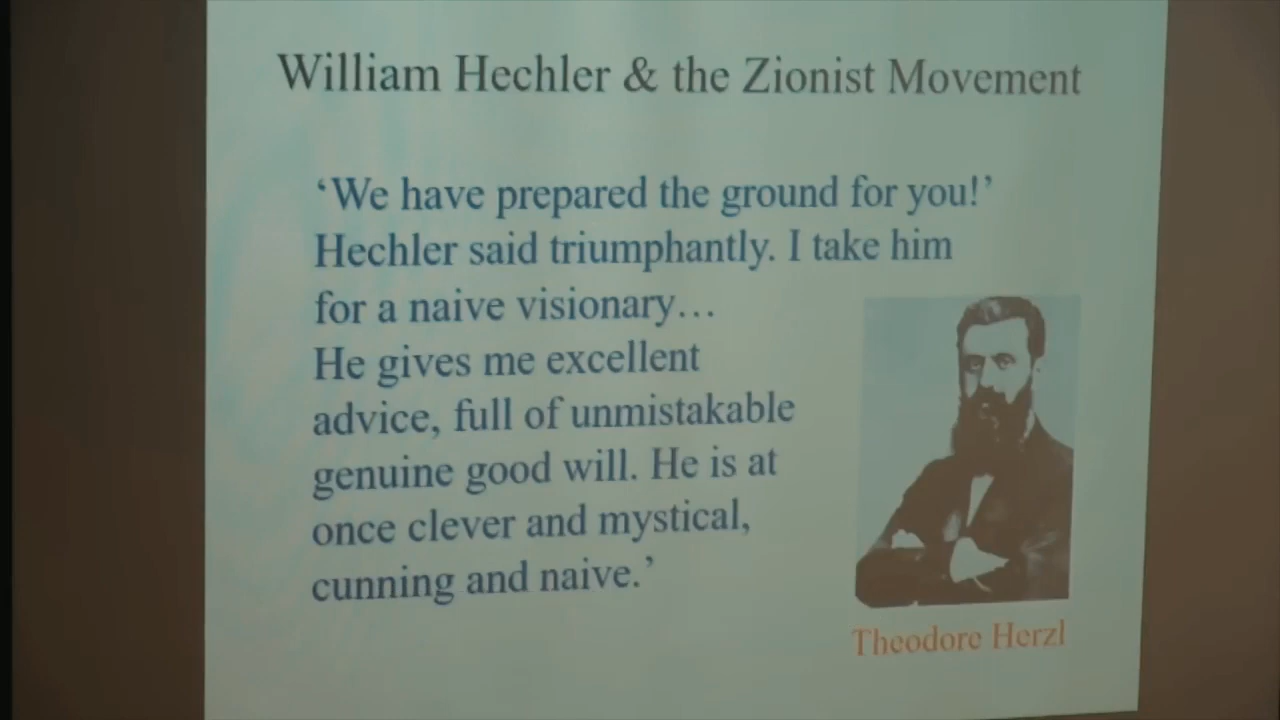 William Hechler & the Zionist Movement
‘We have prepared the ground for you!’
Hechler said triumphantly. I take him
for a naive visionary…
He gives me excellent
advice, full of unmistakable
genuine good will. He is at
once clever and mystical,
cunning and naive.’
Theodore Herzl